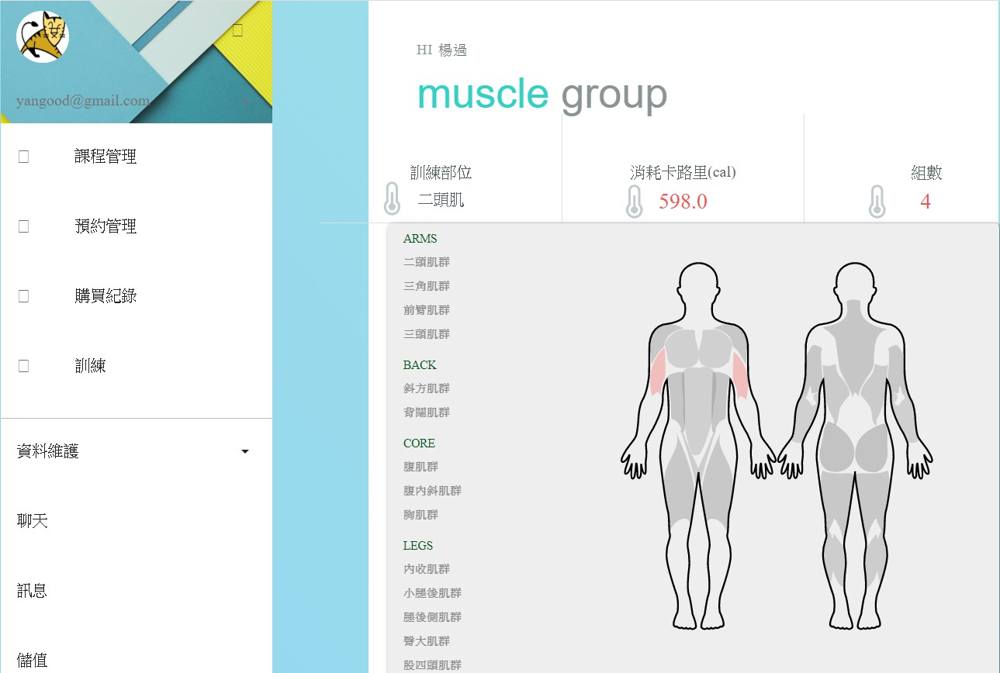 yangood@gmail.com
課程管理
預約管理
購買紀錄
訓練
資料維護
聊天
訊息
儲值
HI 楊過
muscle group
訓練部位
二頭肌
消耗卡路里(cal)
598.0
組數
4
ARMS
二頭肌群
三角肌群
前臂肌群
三頭肌群
BACK
斜方肌群
背闊肌群
CORE
腹肌群
腹內斜肌群
胸肌群
LEGS
內收肌群
小腿後肌群
腿後側肌群
臀大肌群
股四頭肌群